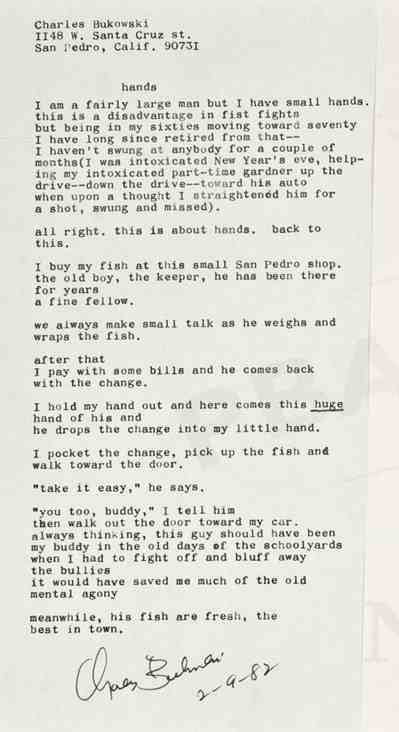 Charles Bukowski
1148 W. Santa Cruz st.
San Pedro, Calif. 90731
hands
I am a fairly large man but I have small hands.
this is a disadvantage in fist fights
but being in my sixties moving toward seventy
I have long since retired from that--
I haven't swung at anybody for a couple of
months(I was intoxicated New Year's eve, help-
ing my intoxicated part-time gardner up the
drive--down the drive--toward his auto
when upon a thought I straightened him for
a shot, swung and missed).
all right. this is about hands. back to
this.
I buy my fish at this small San Pedro shop.
the old boy, the keeper, he has been there
for years
a fine fellow.
we always make small talk as he weighs and
wraps the fish.
after that
I pay with some bills and he comes back
with the change.
I hold my hand out and here comes this huge
hand of his and
he drops the change into my little hand.
I pocket the change, pick up the fish and
walk toward the door.
"take it easy," he says.
"you too, buddy," I tell him
then walk out the door toward my car.
always thinking, this guy should have been
my buddy in the old days of the schoolyards
when I had to fight off and bluff away
the bullies
it would have saved me much of the old
mental agony
meanwhile, his fish are fresh, the
best in town.
Charles Bukowski
2-9-82